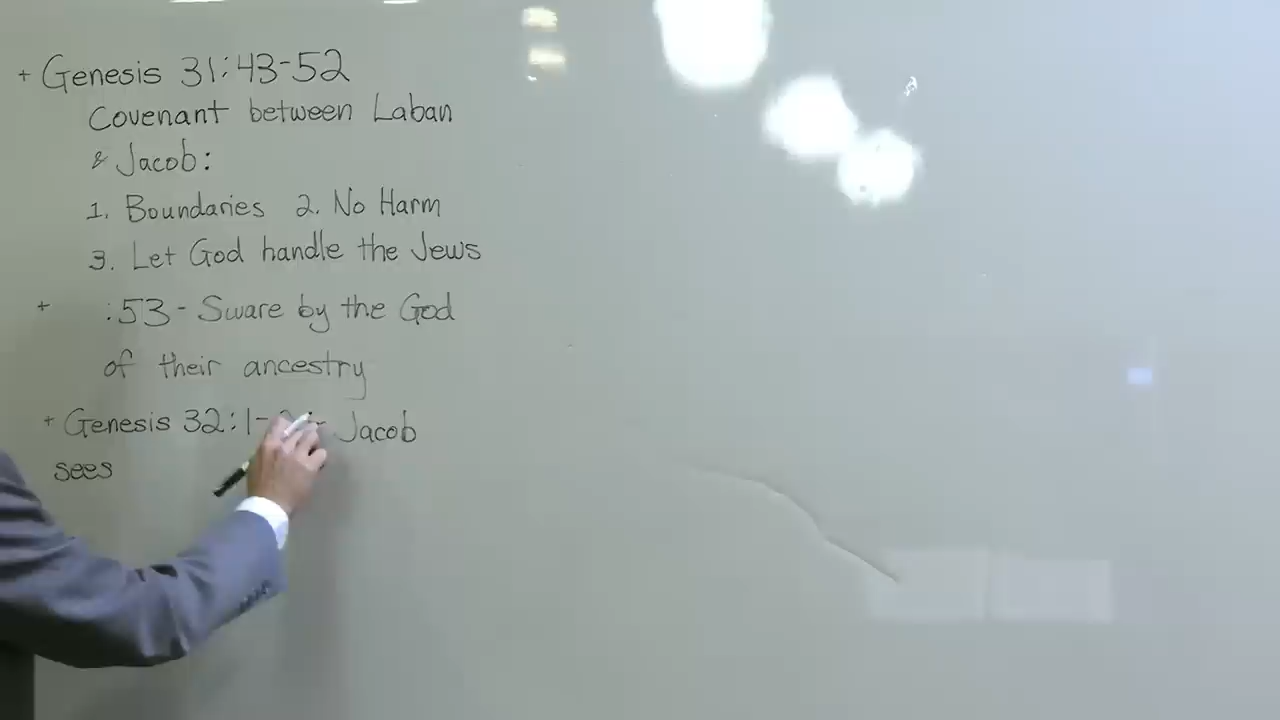 + Genesis 31:43-52
Covenant between Laban
& Jacob:
1. Boundaries 2. No Harm
3. Let God handle the Jews
+ :53 - Sware by the God
of their ancestry
+ Genesis 32:1- Jacob
sees